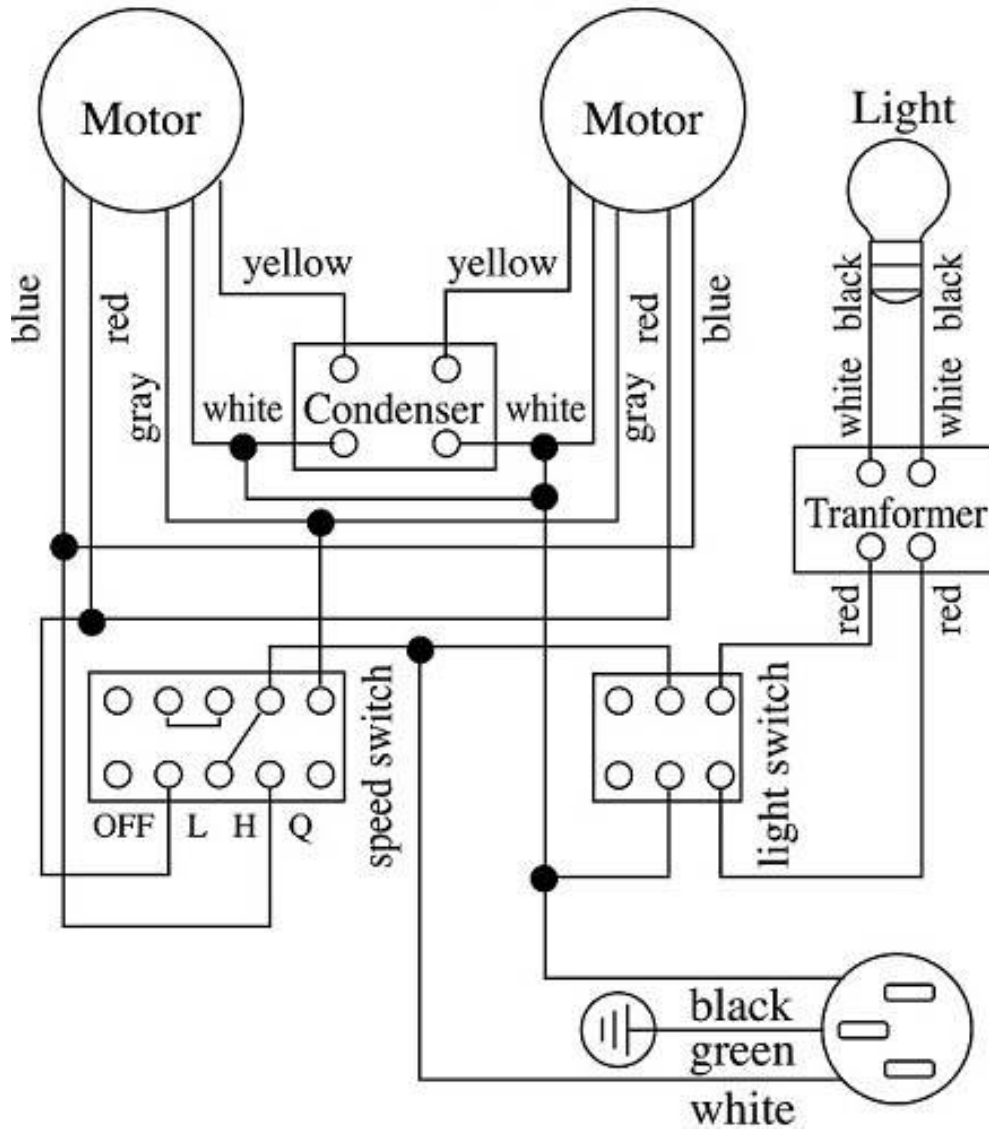 Motor
Motor
Light
blue
red
gray
yellow
yellow
gray
red
blue
black
black
white
white
white
Condenser
white
Tranformer
red
red
speed switch
light switch
OFF L H Q
black
green
white